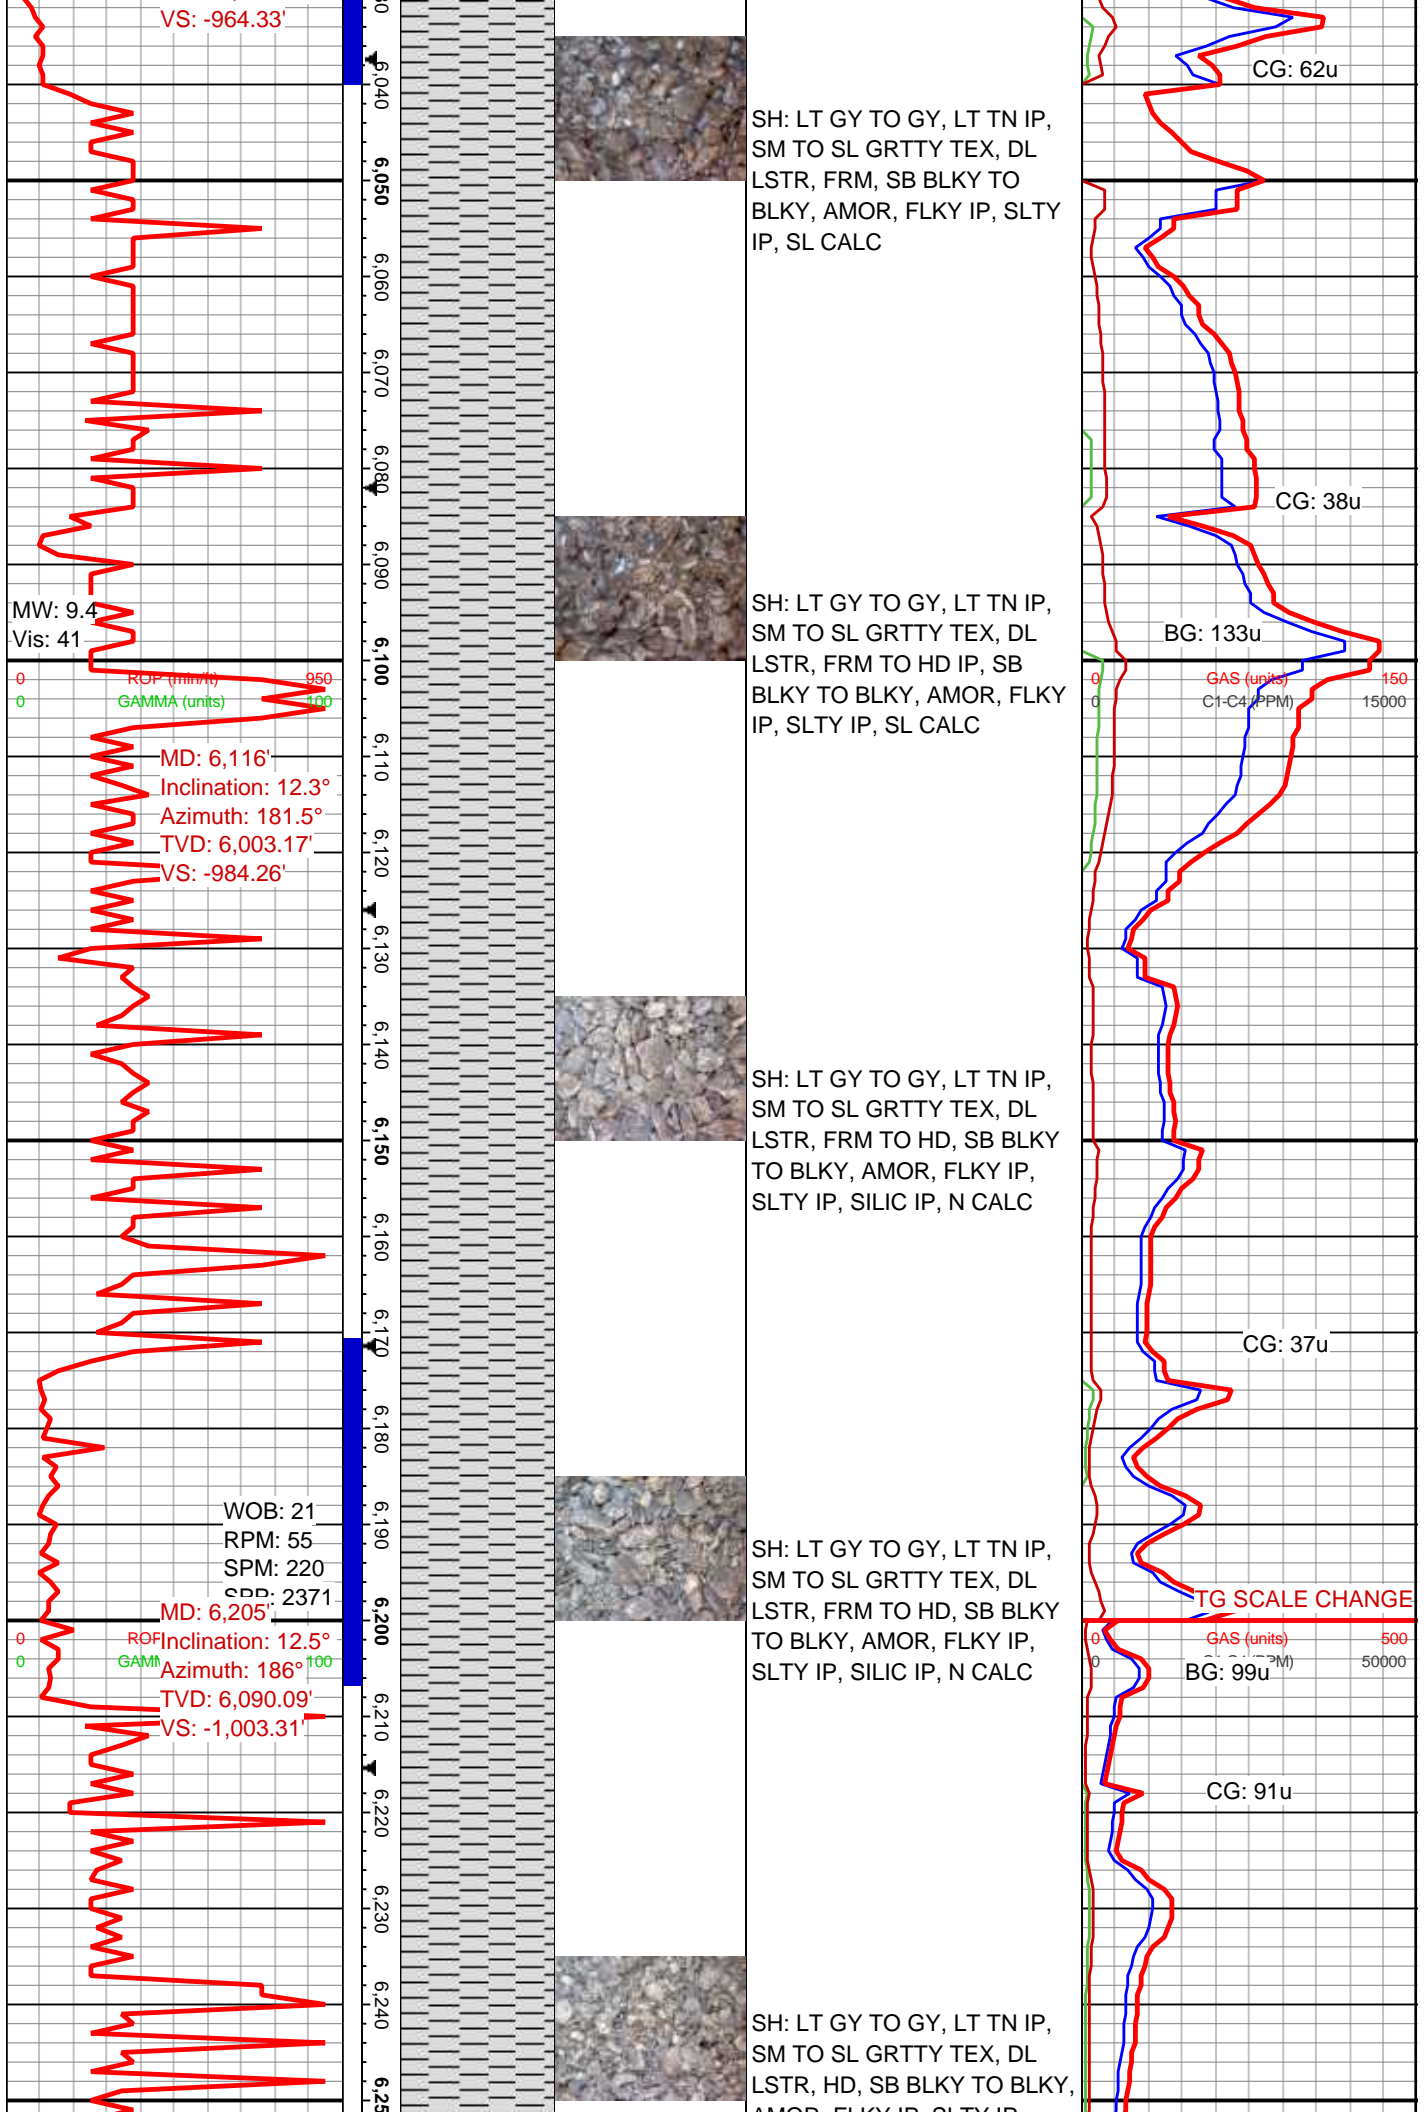 VS: -964.33'
CG: 62u
6,040
SH: LT GY TO GY, LT TN IP,
SM TO SL GRTTY TEX, DL
LSTR, FRM, SB BLKY TO
BLKY, AMOR, FLKY IP, SLTY
IP, SL CALC
6,050
6,060
6,070
6,080
CG: 38u
6,090
MW: 9.4
Vis: 41
SH: LT GY TO GY, LT TN IP,
SM TO SL GRTTY TEX, DL
LSTR, FRM TO HD IP, SB
BLKY TO BLKY, AMOR, FLKY
IP, SLTY IP, SL CALC
BG: 133u
6,100
0 ROP (min/ft) 950
0 GAMMA (units) 100
0 GAS (units) 150
0 C1-C4 (PPM) 15000
6,110
MD: 6,116'
Inclination: 12.3°
Azimuth: 181.5°
TVD: 6,003.17'
VS: -984.26'
6,120
6,130
6,140
SH: LT GY TO GY, LT TN IP,
SM TO SL GRTTY TEX, DL
LSTR, FRM TO HD, SB BLKY
TO BLKY, AMOR, FLKY IP,
SLTY IP, SILIC IP, N CALC
6,150
6,160
6,170
CG: 37u
6,180
6,190
WOB: 21
RPM: 55
SPM: 220
SPP: 2371
SH: LT GY TO GY, LT TN IP,
SM TO SL GRTTY TEX, DL
LSTR, FRM TO HD, SB BLKY
TO BLKY, AMOR, FLKY IP,
SLTY IP, SILIC IP, N CALC
TG SCALE CHANGE
6,200
MD: 6,205'
Inclination: 12.5°
Azimuth: 186°
TVD: 6,090.09'
VS: -1,003.31'
0
0 100
0 GAS (units) 500
0 50000
BG: 99u
6,210
CG: 91u
6,220
6,230
6,240
SH: LT GY TO GY, LT TN IP,
SM TO SL GRTTY TEX, DL
LSTR, HD, SB BLKY TO BLKY,
AMOR, FLKY IP, SLTY IP,